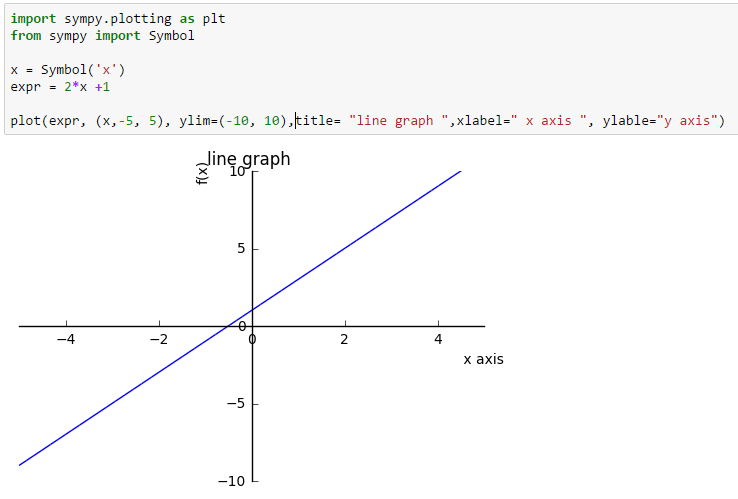 import sympy.plotting as plt
from sympy import Symbol
x = Symbol('x')
expr = 2*x +1
plot(expr, (x,-5, 5), ylim=(-10, 10),title= "line graph ",xlabel=" x axis ", ylable="y axis")
line graph
f(x)
10
5
0
−4 −2 0 2 4
x axis
−5
−10